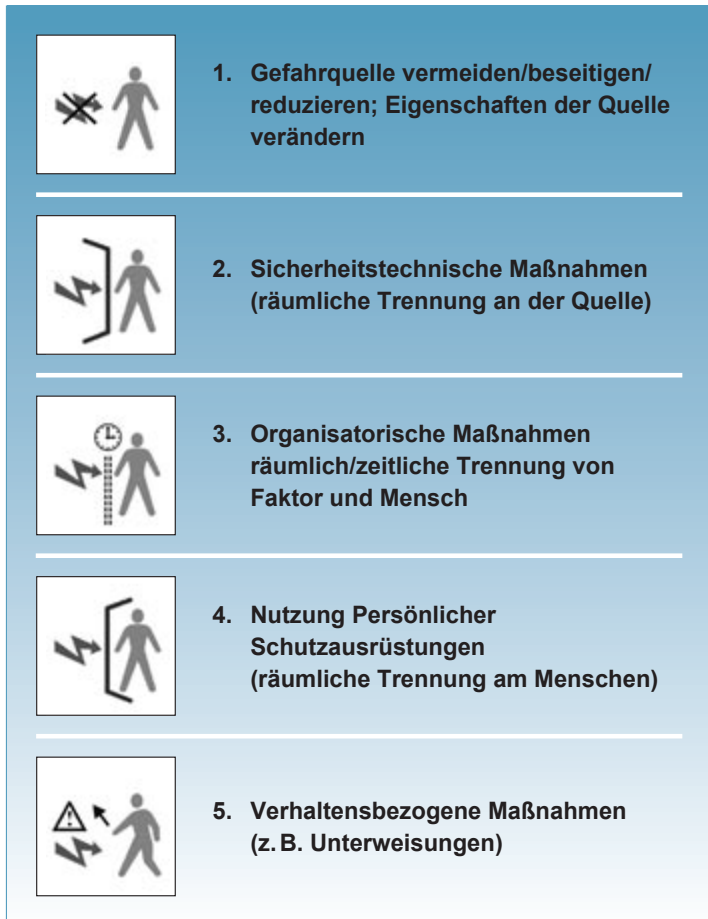 1. Gefahrquelle vermeiden/beseitigen/
reduzieren; Eigenschaften der Quelle
verändern
2. Sicherheitstechnische Maßnahmen
(räumliche Trennung an der Quelle)
3. Organisatorische Maßnahmen
räumlich/zeitliche Trennung von
Faktor und Mensch
4. Nutzung Persönlicher
Schutzausrüstungen
(räumliche Trennung am Menschen)
5. Verhaltensbezogene Maßnahmen
(z. B. Unterweisungen)